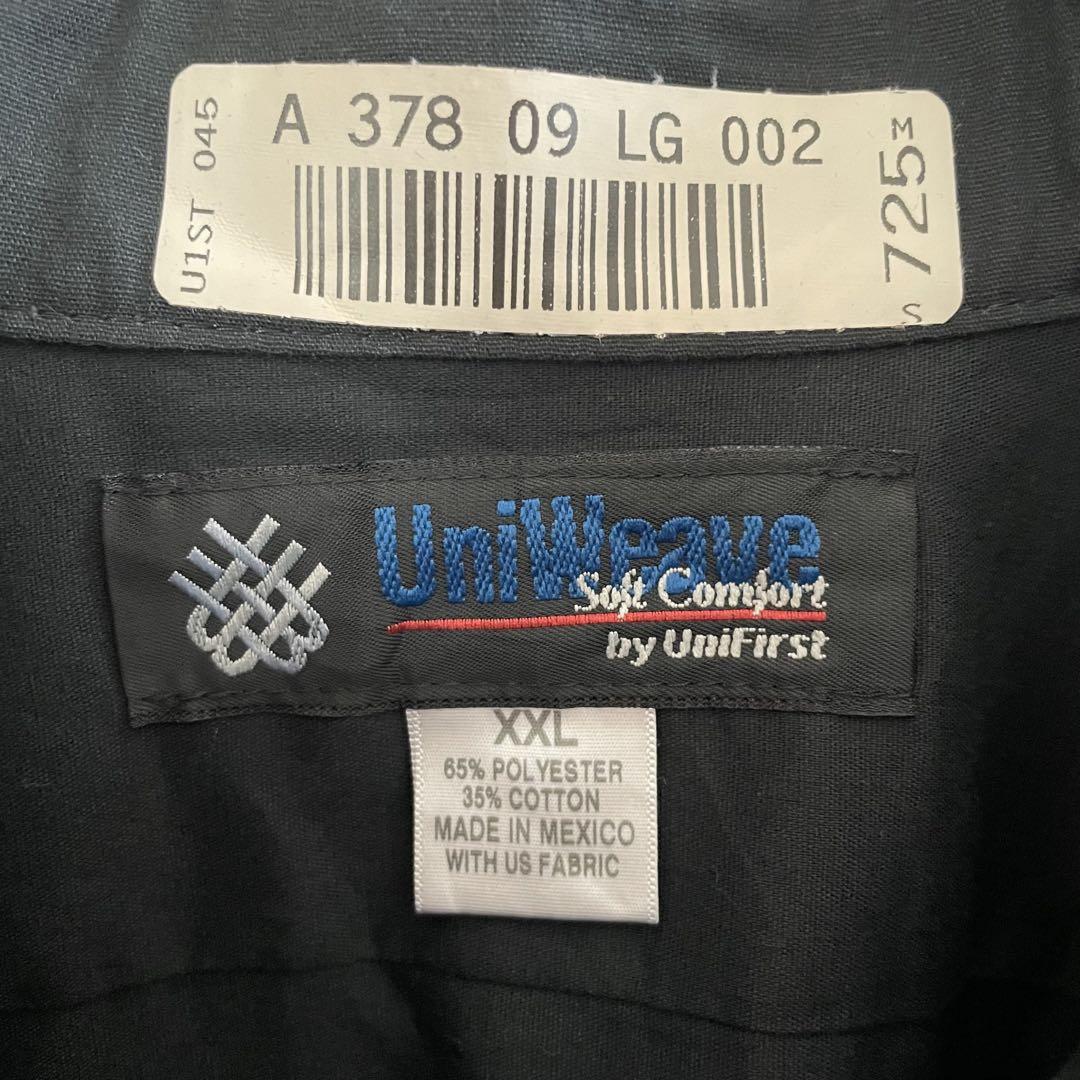 U1ST 045
A 378 09 LG 002
S 725 M
UniWeave
Soft Comfort
by UniFirst
XXL
65% POLYESTER
35% COTTON
MADE IN MEXICO
WITH US FABRIC